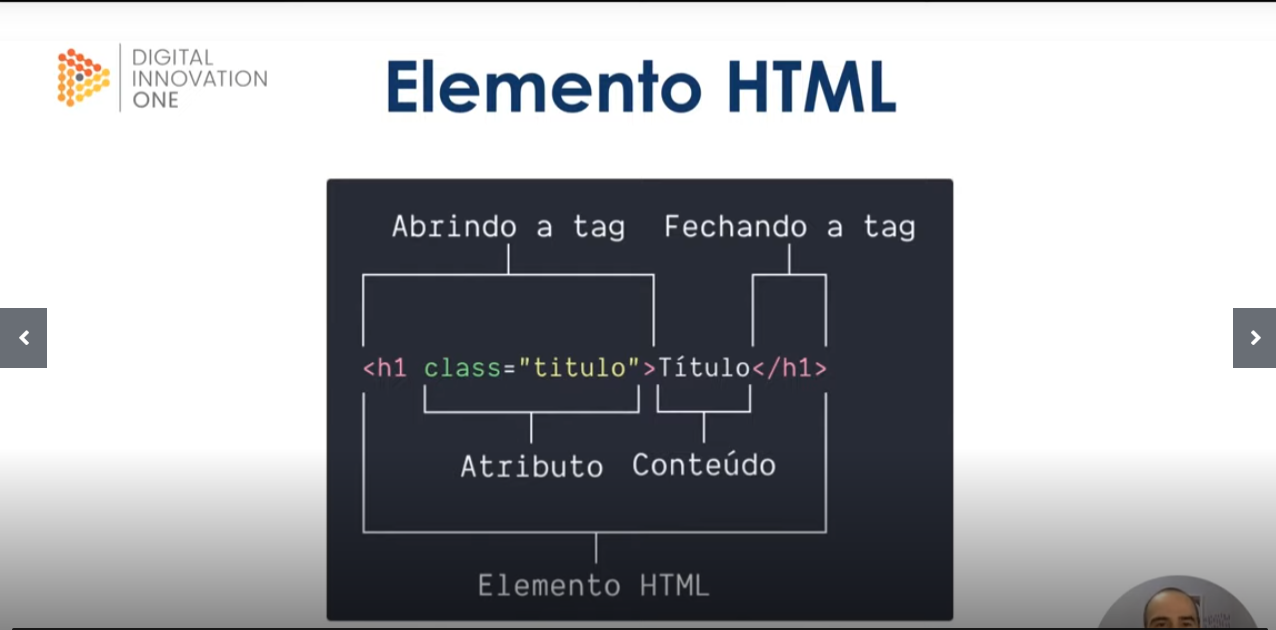 DIGITAL
INNOVATION
ONE
Elemento HTML
Abrindo a tag Fechando a tag
<h1 class="titulo">Título</h1>
Atributo Conteúdo
Elemento HTML